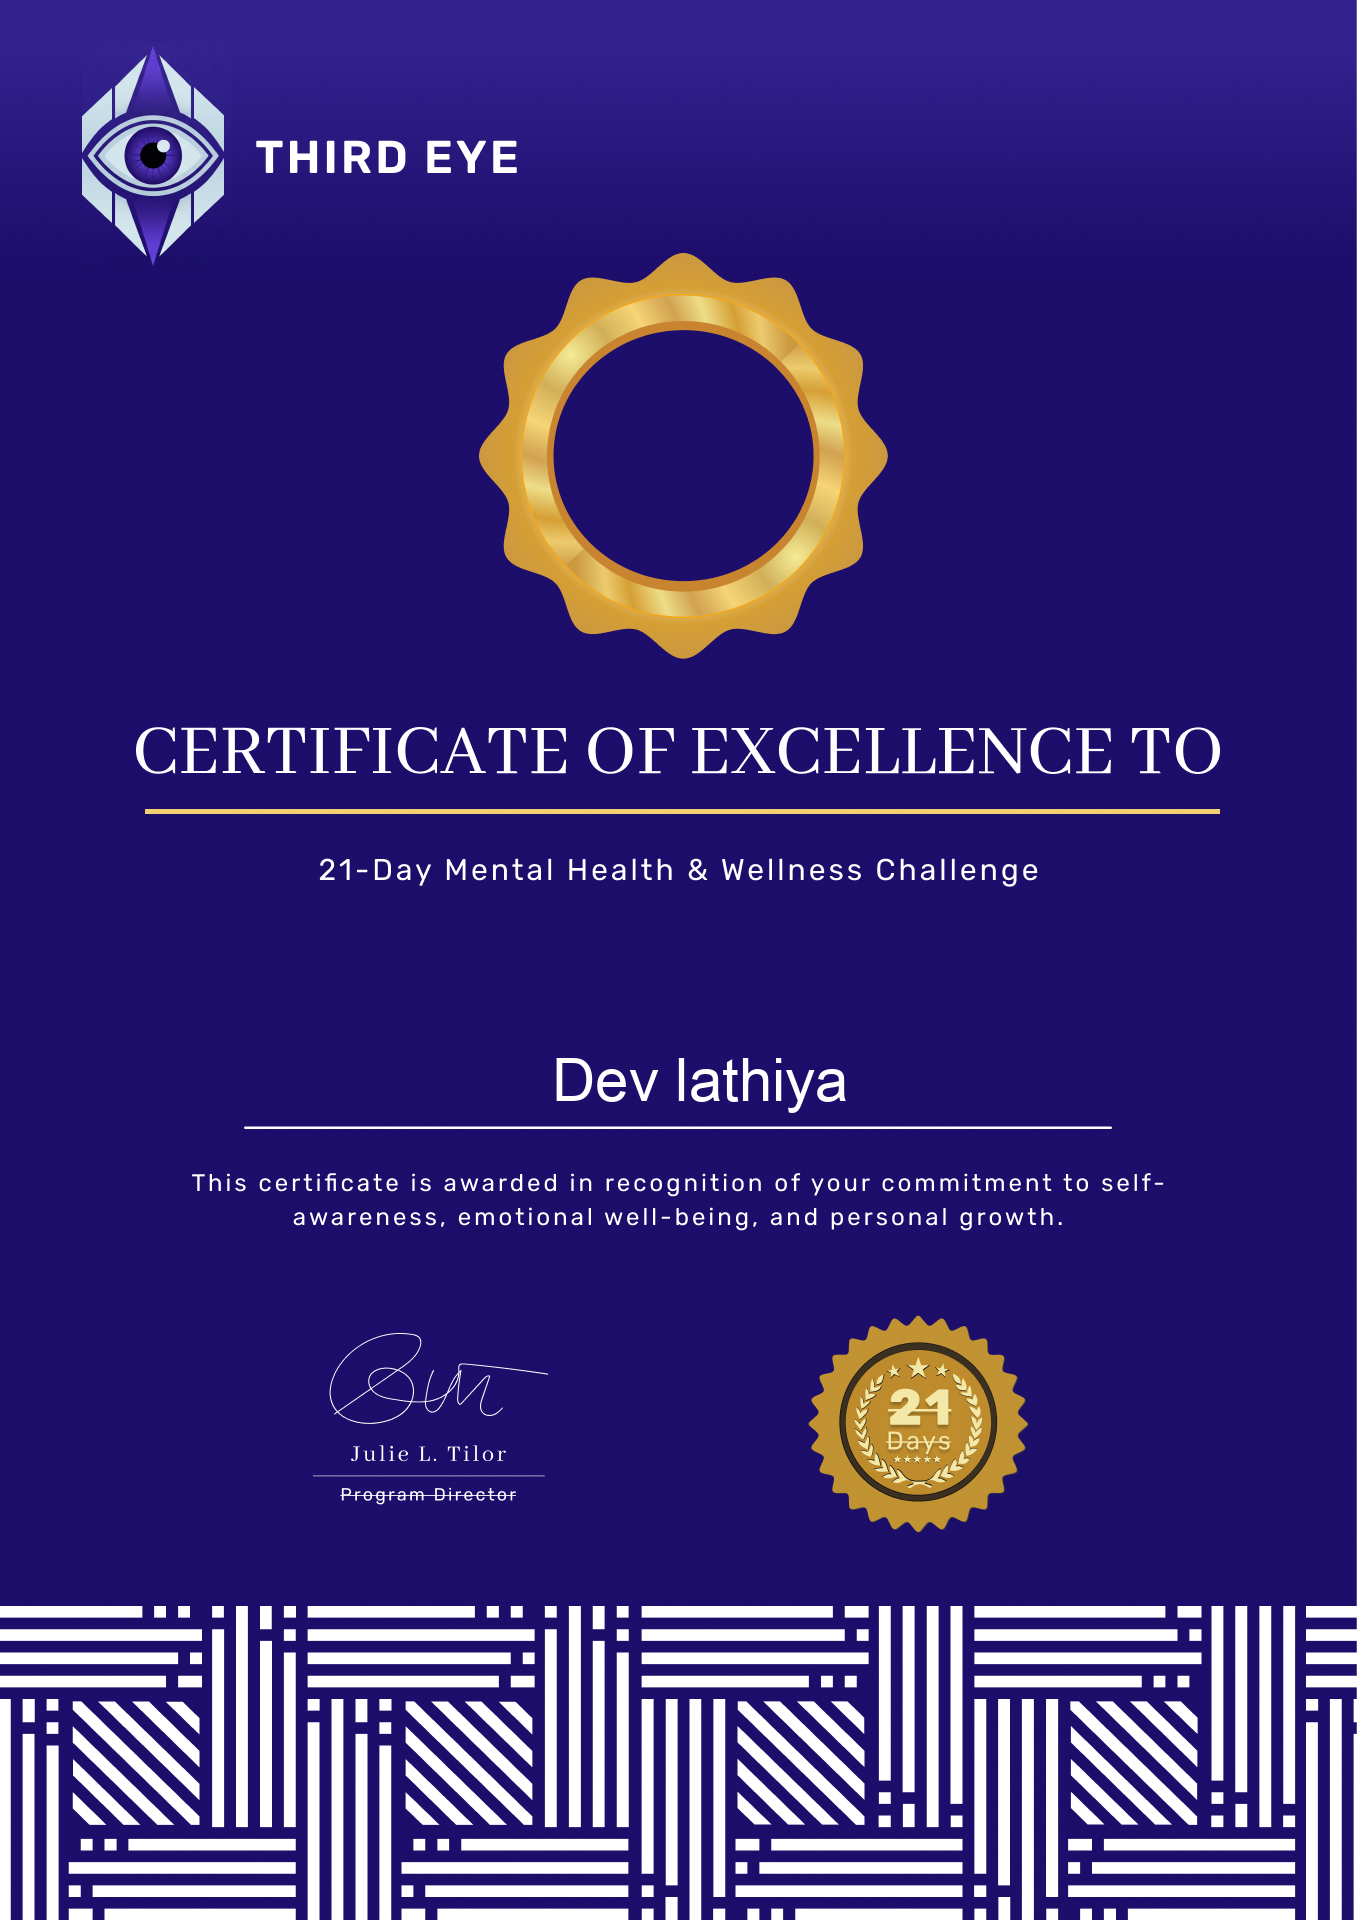 THIRD EYE
CERTIFICATE OF EXCELLENCE TO
21-Day Mental Health & Wellness Challenge
Dev lathiya
This certificate is awarded in recognition of your commitment to self-
awareness, emotional well-being, and personal growth.
Julie L. Tilor
Program Director
21
Days